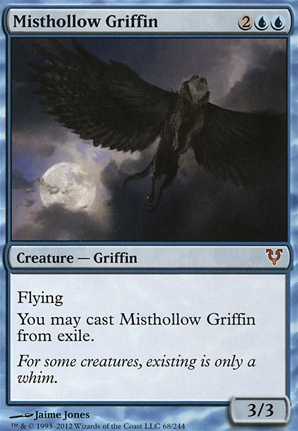 Misthollow Griffin 2
Creature — Griffin
Flying
You may cast Misthollow Griffin
from exile.
For some creatures, existing is only a
whim.
3/3
Jaime Jones
™ & © 1993–2012 Wizards of the Coast LLC 68/244